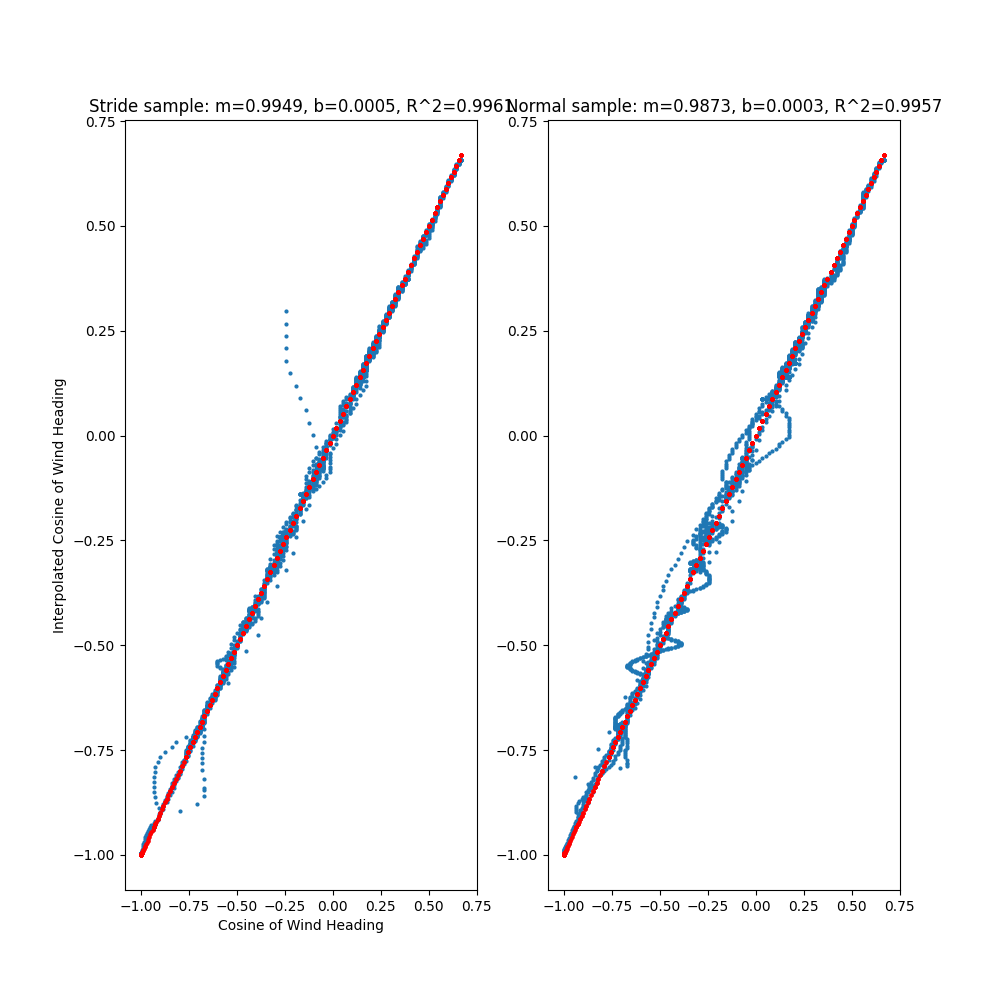 Stride sample: m=0.9949, b=0.0005, R^2=0.9961
Normal sample: m=0.9873, b=0.0003, R^2=0.9957
Interpolated Cosine of Wind Heading
0.75
0.50
0.25
0.00
−0.25
−0.50
−0.75
−1.00
−1.00 −0.75 −0.50 −0.25 0.00 0.25 0.50 0.75
Cosine of Wind Heading
0.75
0.50
0.25
0.00
−0.25
−0.50
−0.75
−1.00
−1.00 −0.75 −0.50 −0.25 0.00 0.25 0.50 0.75